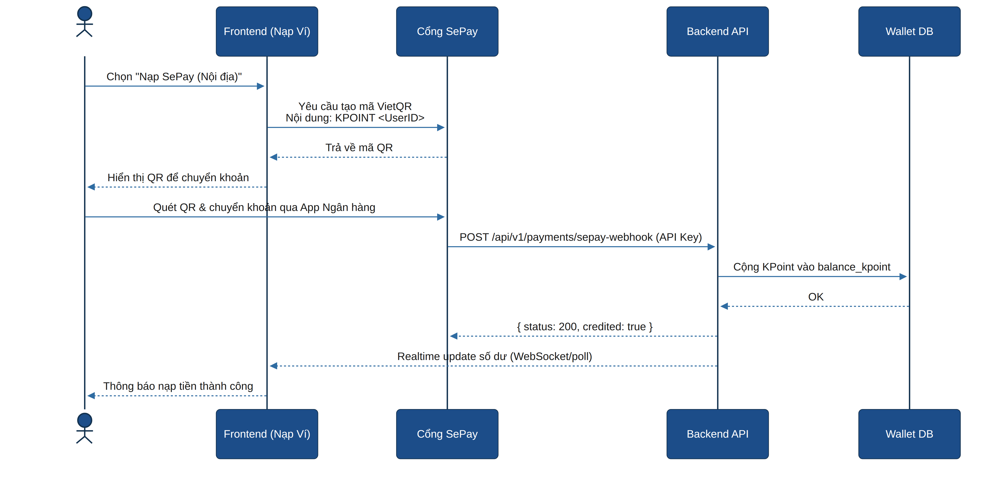 Frontend (Nạp Ví)
Cổng SePay
Backend API
Wallet DB
Chọn "Nạp SePay (Nội địa)"
Yêu cầu tạo mã VietQR
Nội dung: KPOINT <UserID>
Trả về mã QR
Hiển thị QR để chuyển khoản
Quét QR & chuyển khoản qua App Ngân hàng
POST /api/v1/payments/sepay-webhook (API Key)
Cộng KPoint vào balance_kpoint
OK
{ status: 200, credited: true }
Realtime update số dư (WebSocket/poll)
Thông báo nạp tiền thành công
Frontend (Nạp Ví)
Cổng SePay
Backend API
Wallet DB